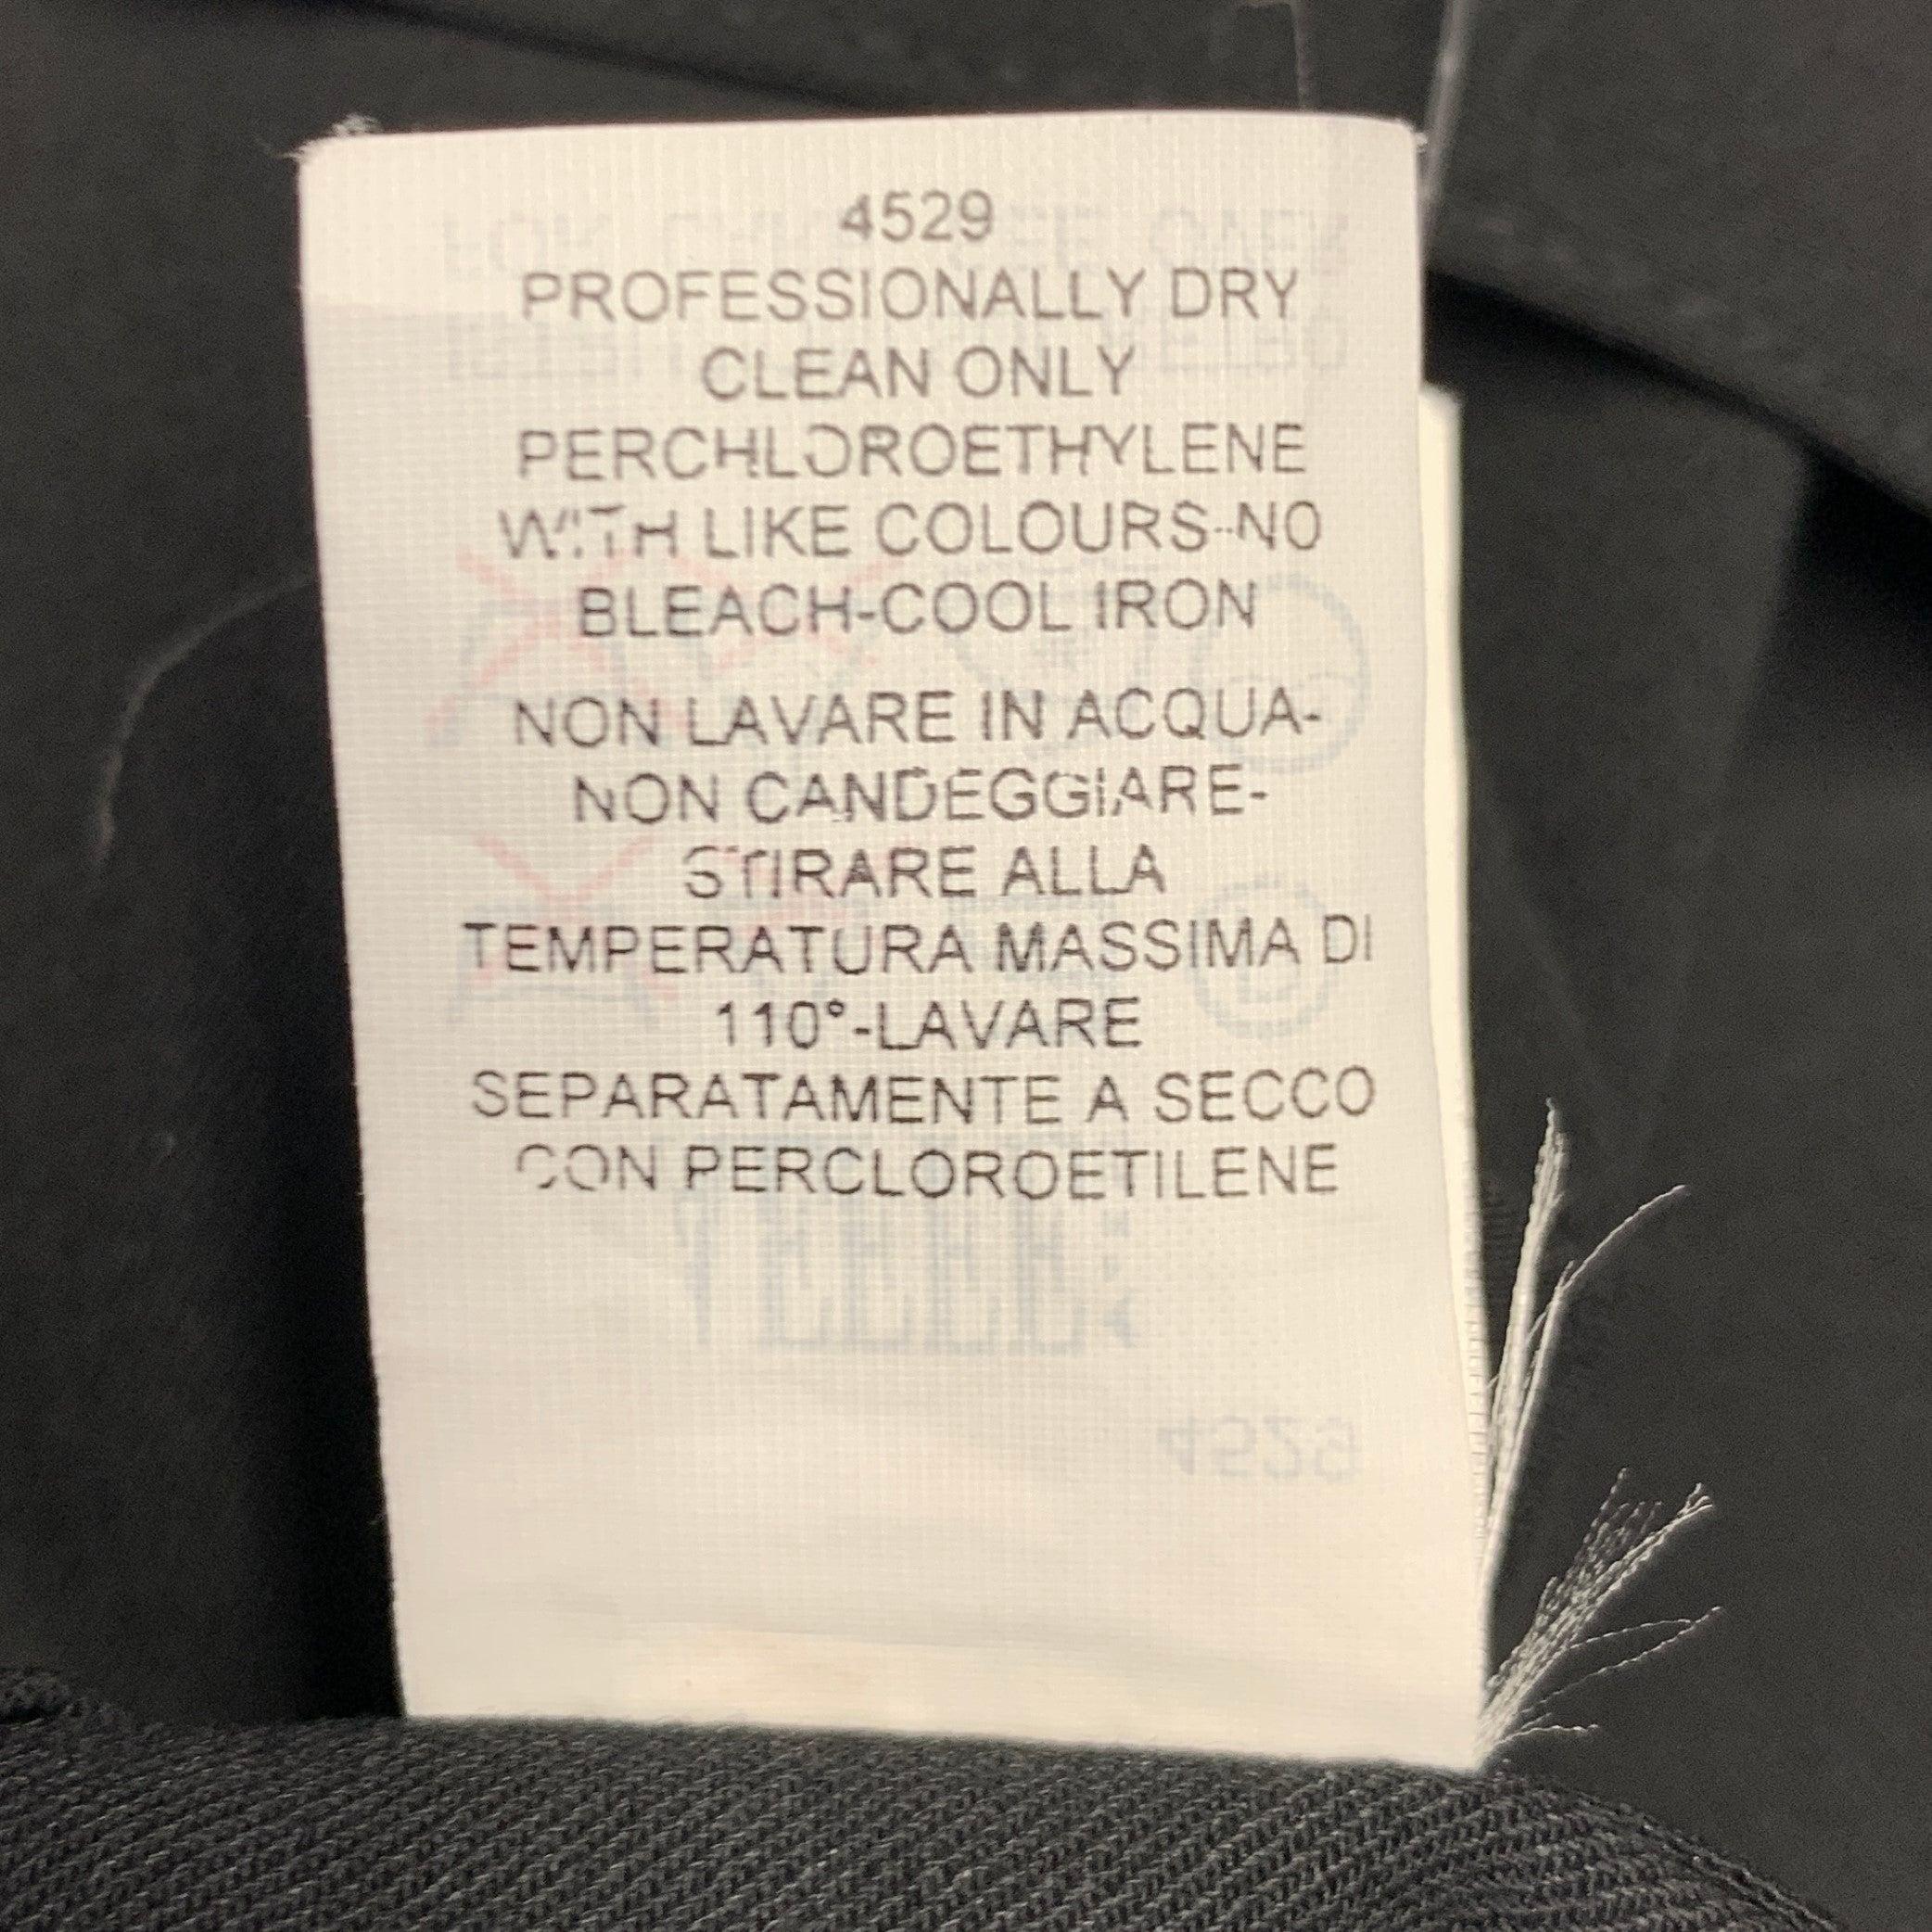 4529
PROFESSIONALLY DRY
CLEAN ONLY
PERCHLOROETHYLENE
WITH LIKE COLOURS-NO
BLEACH-COOL IRON
NON LAVARE IN ACQUA-
NON CANDEGGIARE-
STIRARE ALLA
TEMPERATURA MASSIMA DI
110°-LAVARE
SEPARATAMENTE A SECCO
CON PERCLOROETILENE
4529